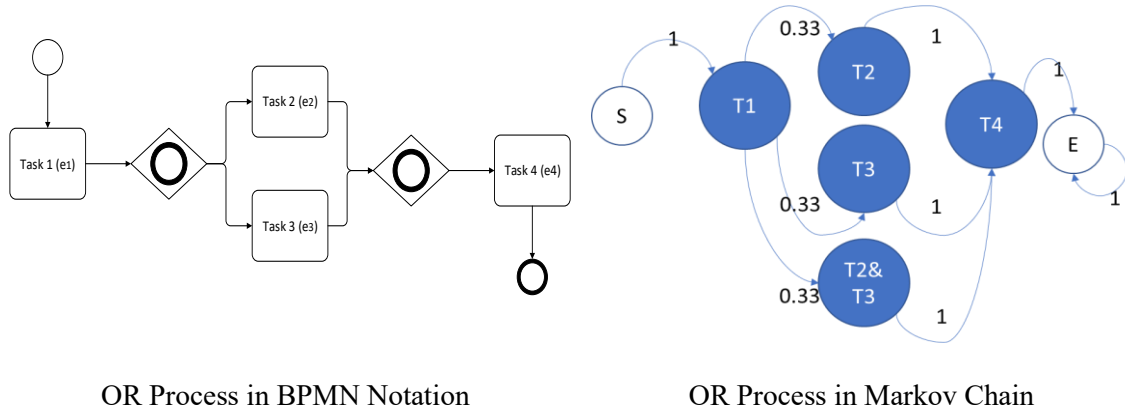 Task 1 (e1)
Task 2 (e2)
Task 3 (e3)
Task 4 (e4)
OR Process in BPMN Notation
S
1
T1
0.33
T2
1
0.33
T3
1
0.33
T2&
T3
1
T4
1
E
1
OR Process in Markov Chain